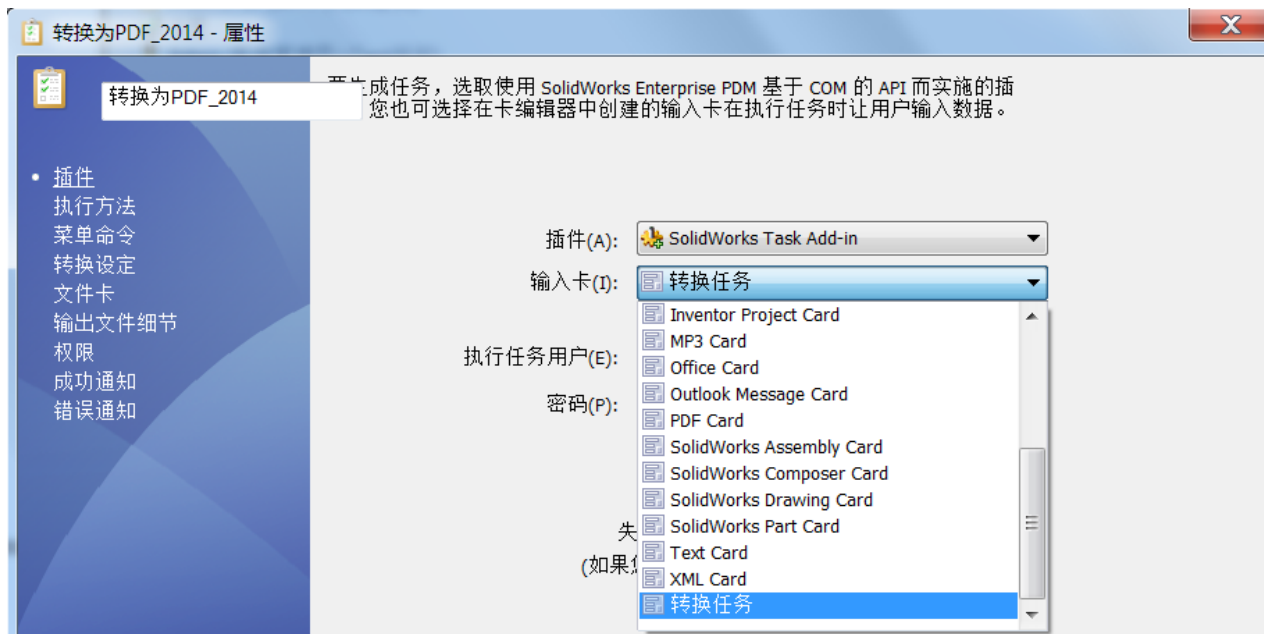 转换为PDF_2014 - 属性
转换为PDF_2014
生成任务，选取使用 SolidWorks Enterprise PDM 基于 COM 的 API 而实施的插
您也可选择在卡编辑器中创建的输入卡在执行任务时让用户输入数据。
插件
执行方法
菜单命令
转换设定
文件卡
输出文件细节
权限
成功通知
错误通知
插件(A):
SolidWorks Task Add-in
输入卡(I):
转换任务
Inventor Project Card
MP3 Card
Office Card
Outlook Message Card
PDF Card
SolidWorks Assembly Card
SolidWorks Composer Card
SolidWorks Drawing Card
SolidWorks Part Card
Text Card
XML Card
转换任务
执行任务用户(E):
密码(P):
失
(如果